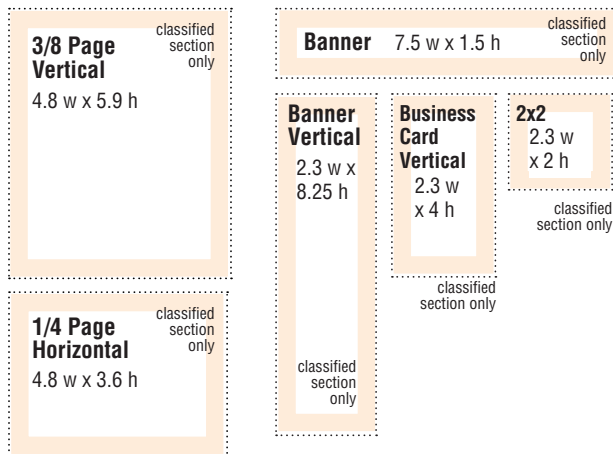 3/8 Page
Vertical
4.8 w x 5.9 h
classified
section
only
1/4 Page
Horizontal
4.8 w x 3.6 h
classified
section
only
Banner 7.5 w x 1.5 h
classified
section
only
Banner
Vertical
2.3 w x
8.25 h
classified
section
only
Business
Card
Vertical
2.3 w
x 4 h
classified
section only
2x2
2.3 w
x 2 h
classified
section only